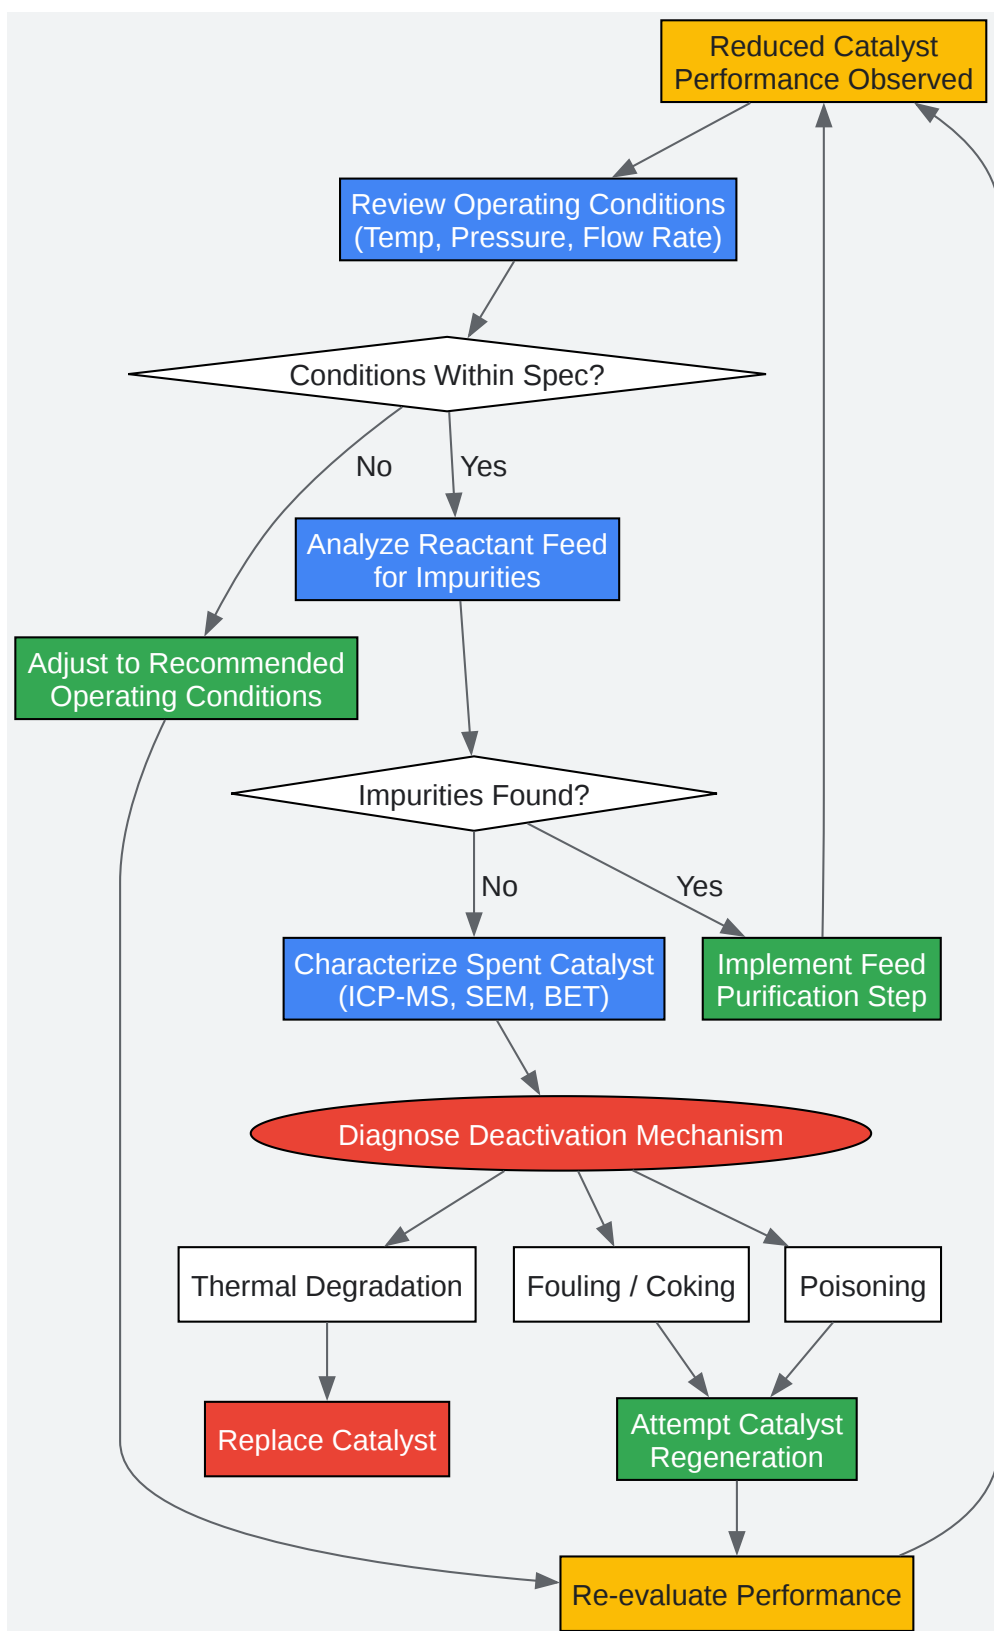 Reduced Catalyst
Performance Observed
Review Operating Conditions
(Temp, Pressure, Flow Rate)
Conditions Within Spec?
No
Yes
Analyze Reactant Feed
for Impurities
Adjust to Recommended
Operating Conditions
Impurities Found?
No
Yes
Characterize Spent Catalyst
(ICP-MS, SEM, BET)
Implement Feed
Purification Step
Diagnose Deactivation Mechanism
Thermal Degradation
Fouling / Coking
Poisoning
Replace Catalyst
Attempt Catalyst
Regeneration
Re-evaluate Performance